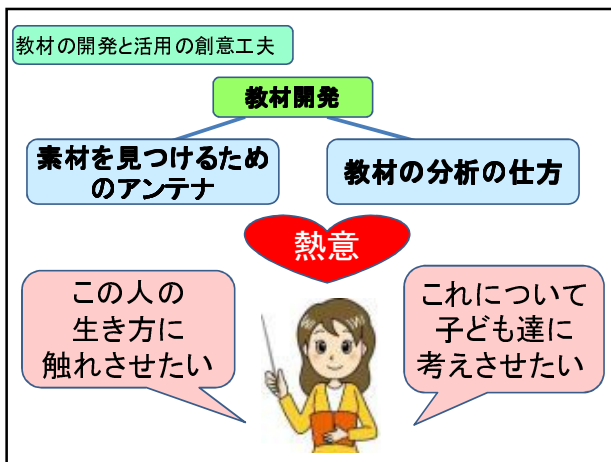 教材の開発と活用の創意工夫
教材開発
素材を見つけるため
のアンテナ
教材の分析の仕方
熱意
この人の
生き方に
触れさせたい
これについて
子ども達に
考えさせたい